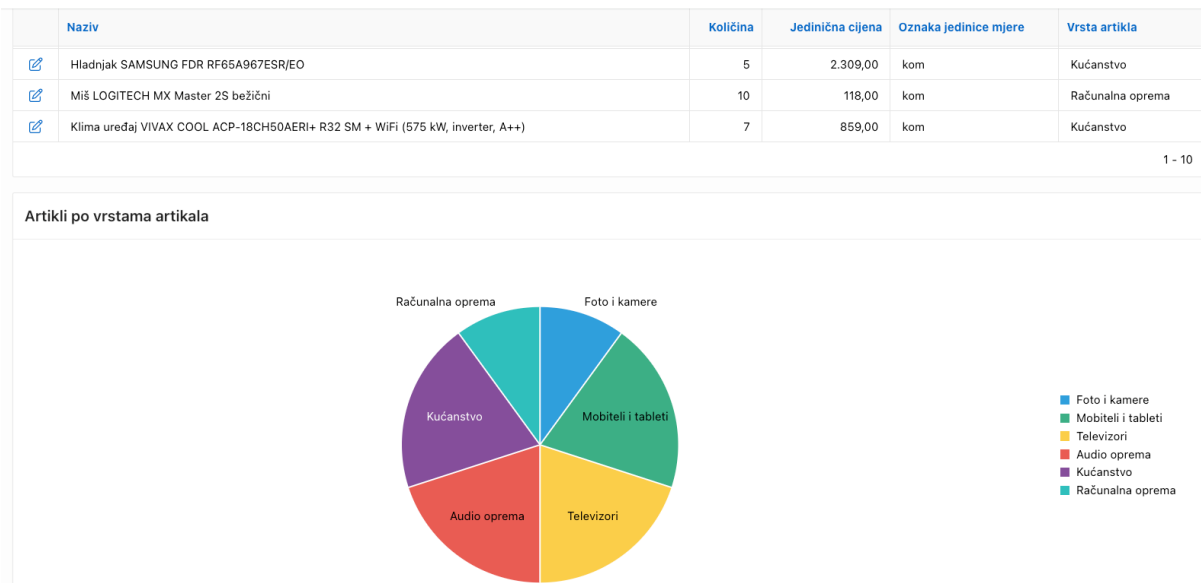 Naziv Količina Jedinična cijena Oznaka jedinice mjere Vrsta artikla
Hladnjak SAMSUNG FDR RF65A967ESR/EO 5 2.309,00 kom Kućanstvo
Miš LOGITECH MX Master 2S bežični 10 118,00 kom Računalna oprema
Klima uređaj VIVAX COOL ACP-18CH50AERI+ R32 SM + WiFi (575 kW, inverter, A++) 7 859,00 kom Kućanstvo
1 - 10
Artikli po vrstama artikala
Računalna oprema Foto i kamere
Kućanstvo Mobiteli i tableti
Audio oprema Televizori
Foto i kamere
Mobiteli i tableti
Televizori
Audio oprema
Kućanstvo
Računalna oprema